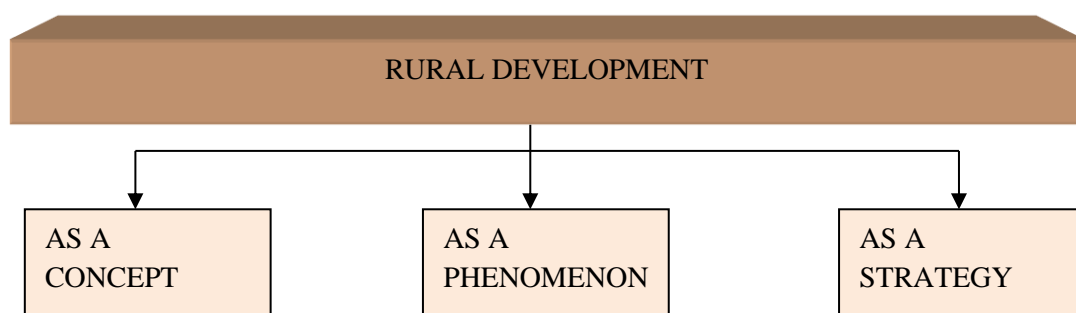 RURAL DEVELOPMENT
AS A
CONCEPT
AS A
PHENOMENON
AS A
STRATEGY